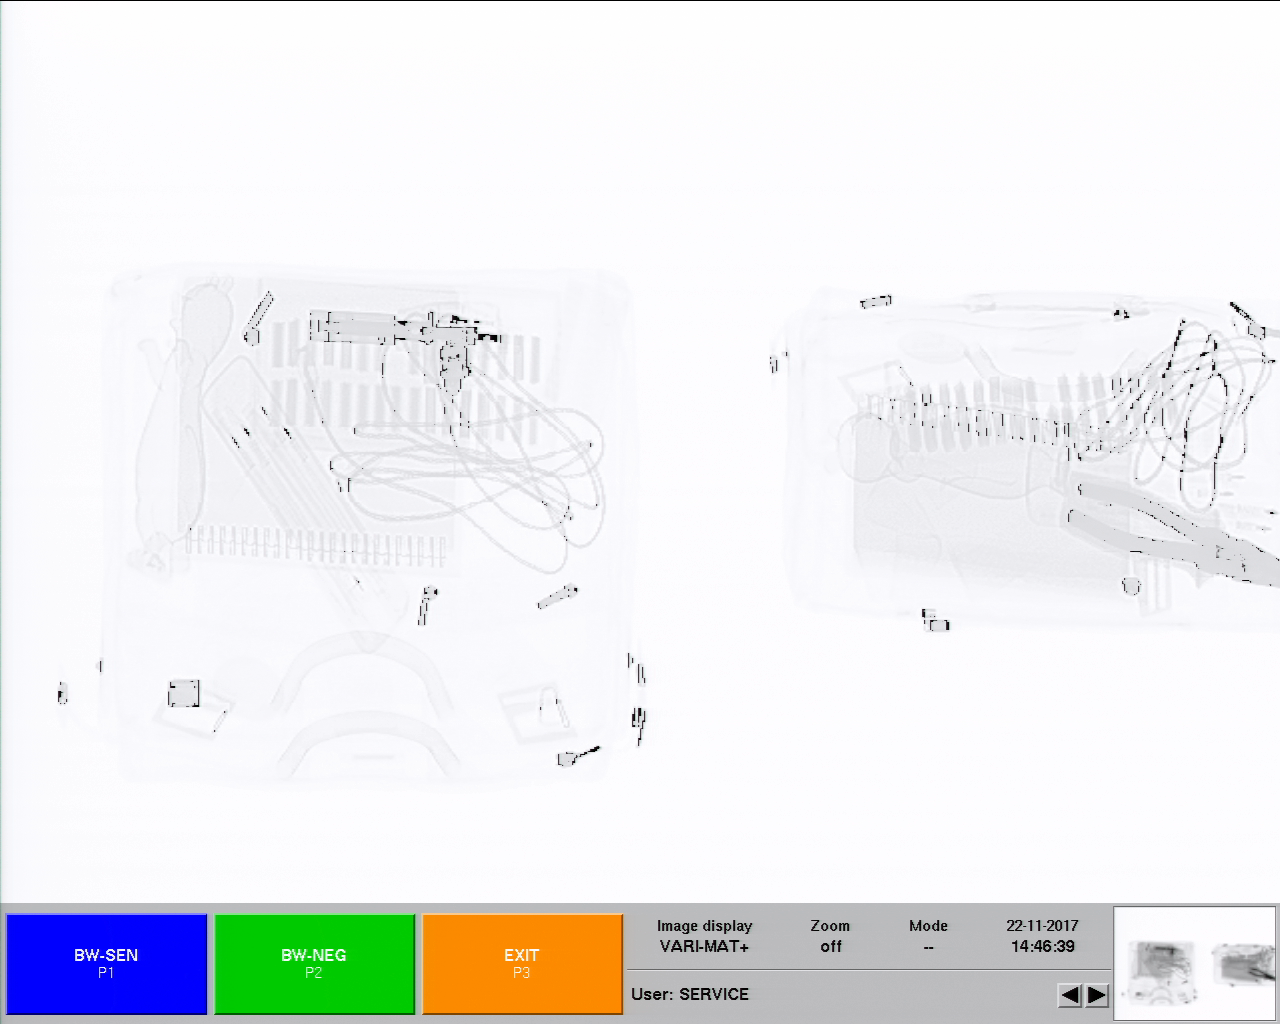 BW-SEN
P1
BW-NEG
P2
EXIT
P3
Image display
VARI-MAT+
Zoom
off
Mode
--
22-11-2017
14:46:39
User: SERVICE